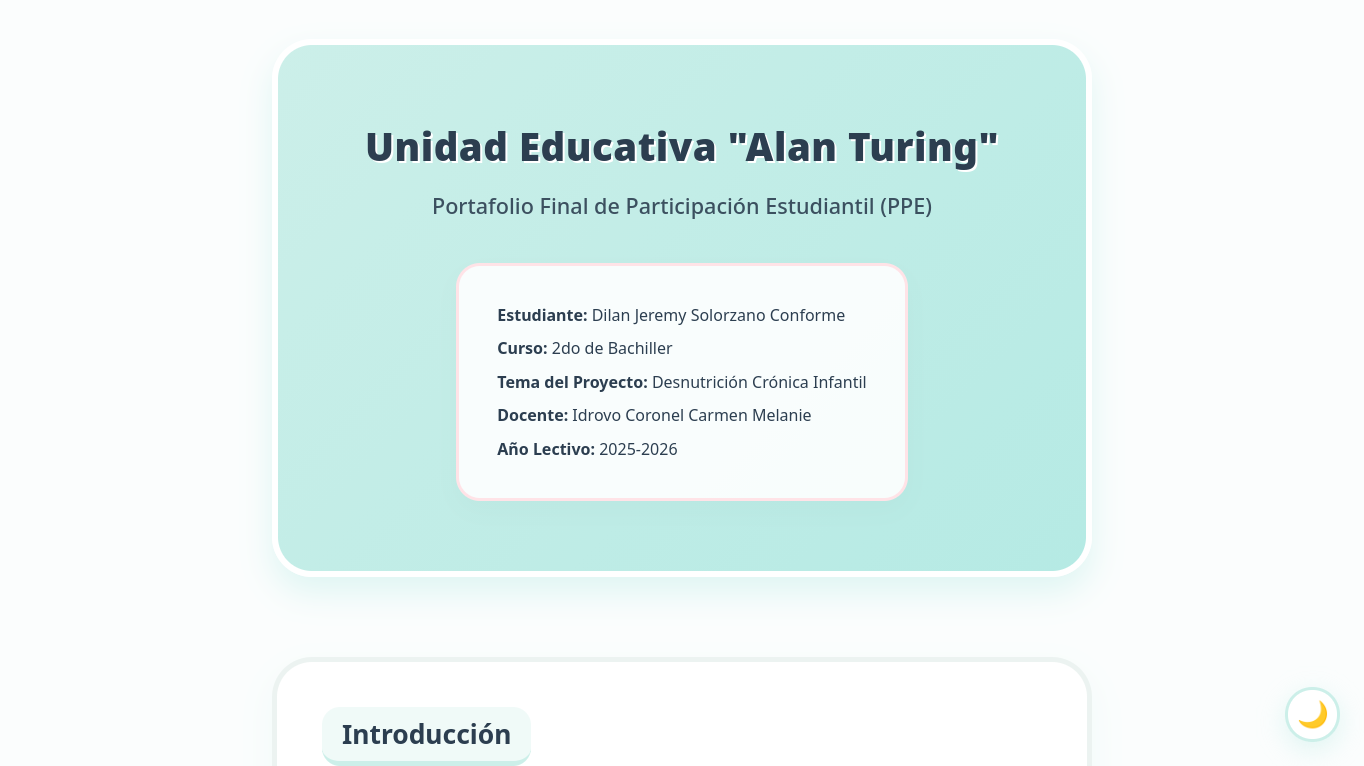 Unidad Educativa "Alan Turing"
Portafolio Final de Participación Estudiantil (PPE)
Estudiante: Dilan Jeremy Solorzano Conforme
Curso: 2do de Bachiller
Tema del Proyecto: Desnutrición Crónica Infantil
Docente: Idrovo Coronel Carmen Melanie
Año Lectivo: 2025-2026
Introducción